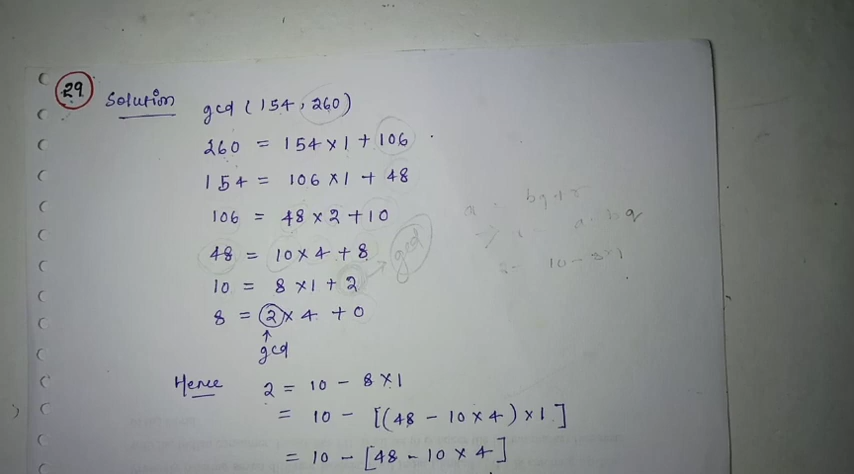 29
Solution gcd (154, 260)
260 = 154 × 1 + 106
154 = 106 × 1 + 48
106 = 48 × 2 + 10
48 = 10 × 4 + 8
gcd
10 = 8 × 1 + 2
8 = 2 × 4 + 0
↑
gcd
Hence 2 = 10 - 8 × 1
= 10 - [(48 - 10 × 4) × 1]
= 10 - [48 - 10 × 4]